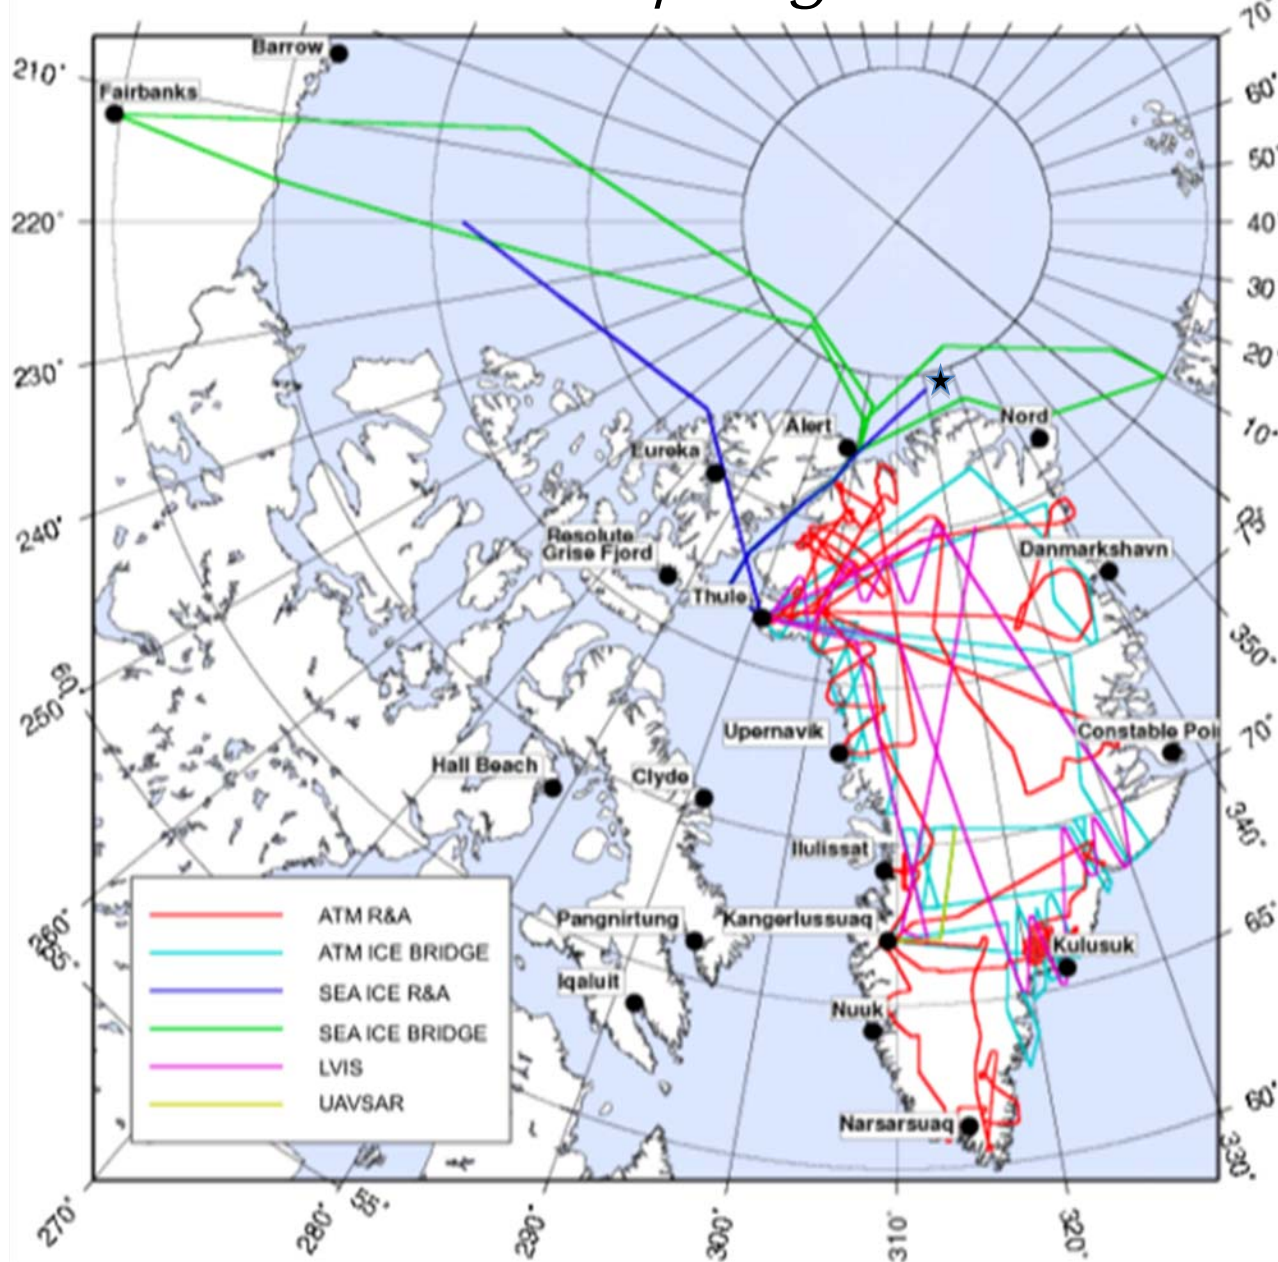 70°
Barrow
210°
60°
Fairbanks
50°
220°
40°
30
20°
230°
Alert
Nord
10°
Eureka
240°
Resolute
Grise Fjord
Danmarkshavn
Thule
350°
250°
60°
Upernavik
Constable Poi
70°
Hall Beach
Clyde
340°
Ilulissat
Pangnirtung
Kangerlussuaq
65°
260°
Kulusuk
Iqaluit
Nuuk
60°
Narsarsuaq
330°
ATM R&A
ATM ICE BRIDGE
SEA ICE R&A
SEA ICE BRIDGE
LVIS
UAVSAR
270°
280°
55°
290°
300°
310°
320°